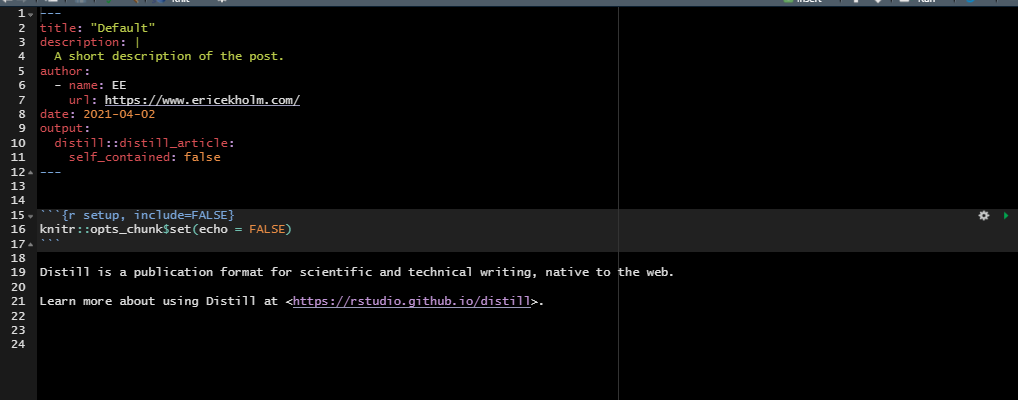 1 ---
2 title: "Default"
3 description: |
4   A short description of the post.
5 author:
6   - name: EE
7     url: https://www.ericekholm.com/
8 date: 2021-04-02
9 output:
10   distill::distill_article:
11     self_contained: false
12 ---
13
14
15 ```{r setup, include=FALSE}
16 knitr::opts_chunk$set(echo = FALSE)
17 ```
18
19 Distill is a publication format for scientific and technical writing, native to the web.
20
21 Learn more about using Distill at <https://rstudio.github.io/distill>.
22
23
24